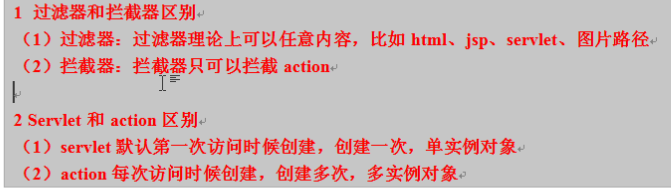 1 过滤器和拦截器区别
（1）过滤器：过滤器理论上可以任意内容，比如 html、jsp、servlet、图片路径
（2）拦截器：拦截器只可以拦截 action
2 Servlet 和 action 区别
（1）servlet 默认第一次访问时候创建，创建一次，单实例对象
（2）action 每次访问时候创建，创建多次，多实例对象